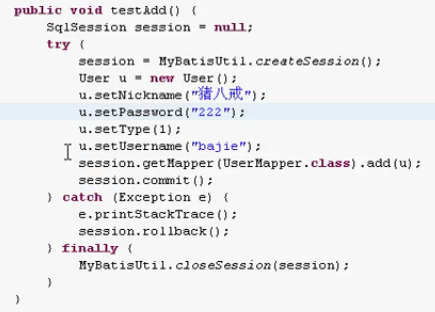 public void testAdd() {
SqlSession session = null;
try {
session = MyBatisUtil.createSession();
User u = new User();
u.setNickname("猪八戒");
u.setPassword("222");
u.setType(1);
u.setUsername("bajie");
session.getMapper(UserMapper.class).add(u);
session.commit();
} catch (Exception e) {
e.printStackTrace();
session.rollback();
} finally {
MyBatisUtil.closeSession(session);
}
}